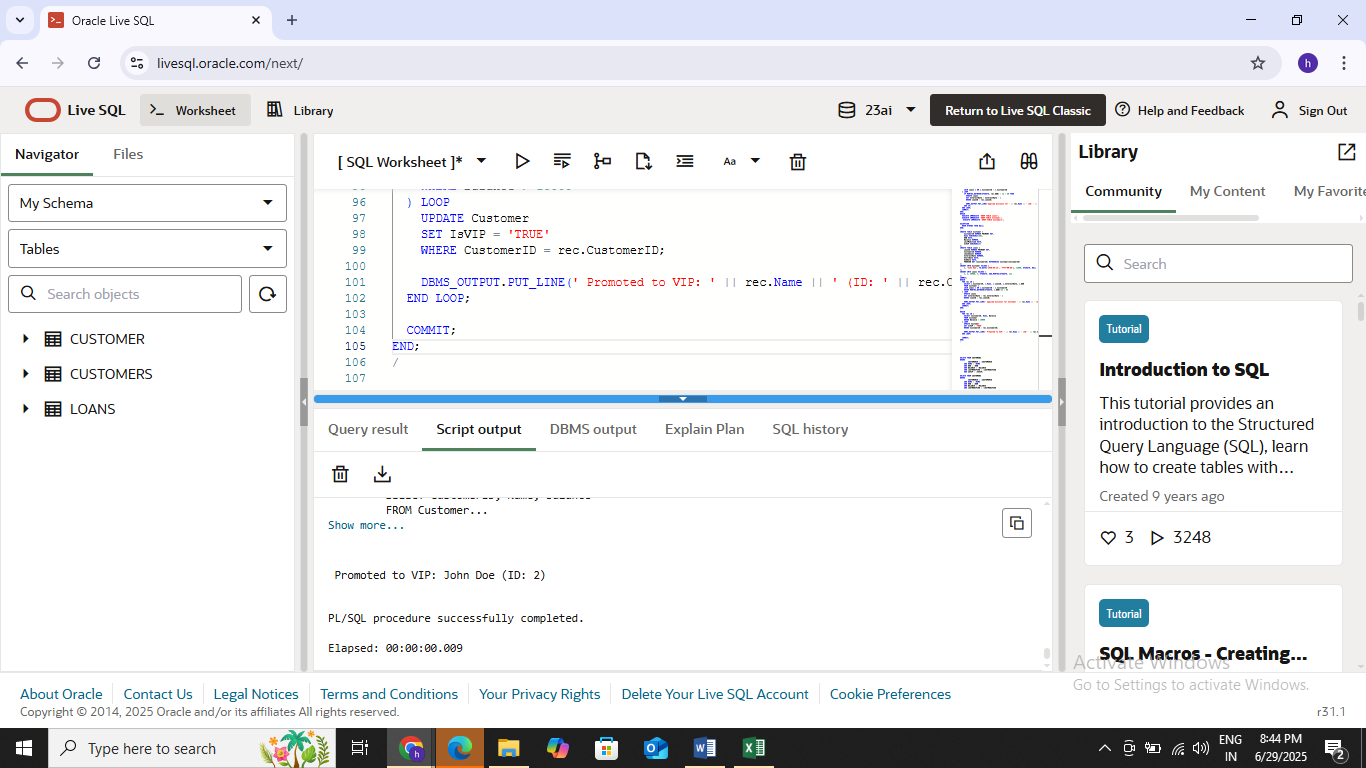 Oracle Live SQL
livesql.oracle.com/next/
h
Live SQL
Worksheet
Library
23ai
Return to Live SQL Classic
Help and Feedback
Sign Out
Navigator
Files
My Schema
Tables
Search objects
CUSTOMER
CUSTOMERS
LOANS
[ SQL Worksheet ]*
Aa
96 ) LOOP
97 UPDATE Customer
98 SET IsVIP = 'TRUE'
99 WHERE CustomerID = rec.CustomerID;
100
101 DBMS_OUTPUT.PUT_LINE(' Promoted to VIP: ' || rec.Name || ' (ID: ' || rec.C
102 END LOOP;
103
104 COMMIT;
105 END;
106 /
107
Query result
Script output
DBMS output
Explain Plan
SQL history
FROM Customer...
Show more...
Promoted to VIP: John Doe (ID: 2)
PL/SQL procedure successfully completed.
Elapsed: 00:00:00.009
Library
Community
My Content
My Favorite
Search
Tutorial
Introduction to SQL
This tutorial provides an
introduction to the Structured
Query Language (SQL), learn
how to create tables with...
Created 9 years ago
3
3248
Tutorial
SQL Macros - Creating...
Activate Windows
Go to Settings to activate Windows.
About Oracle
Contact Us
Legal Notices
Terms and Conditions
Your Privacy Rights
Delete Your Live SQL Account
Cookie Preferences
Copyright © 2014, 2025 Oracle and/or its affiliates All rights reserved.
r31.1
Type here to search
ENG
IN
8:44 PM
6/29/2025
2